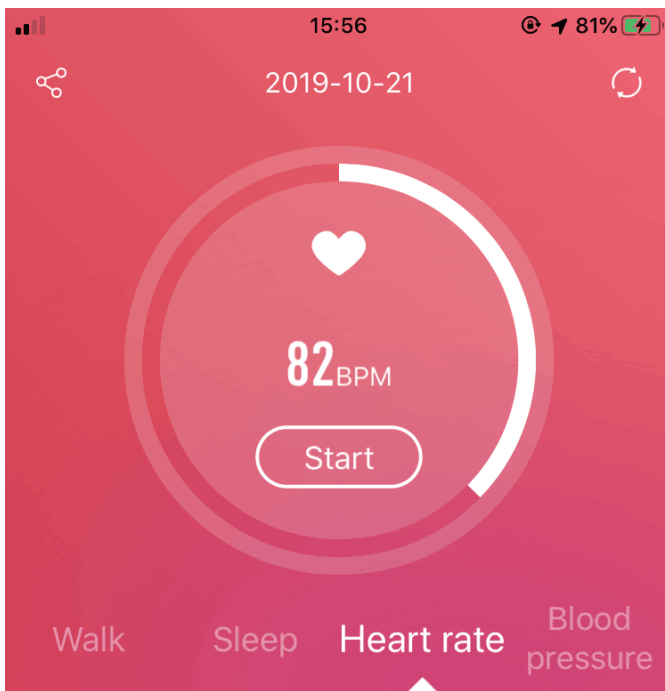 15:56
81%
2019-10-21
82BPM
Start
Walk
Sleep
Heart rate
Blood
pressure